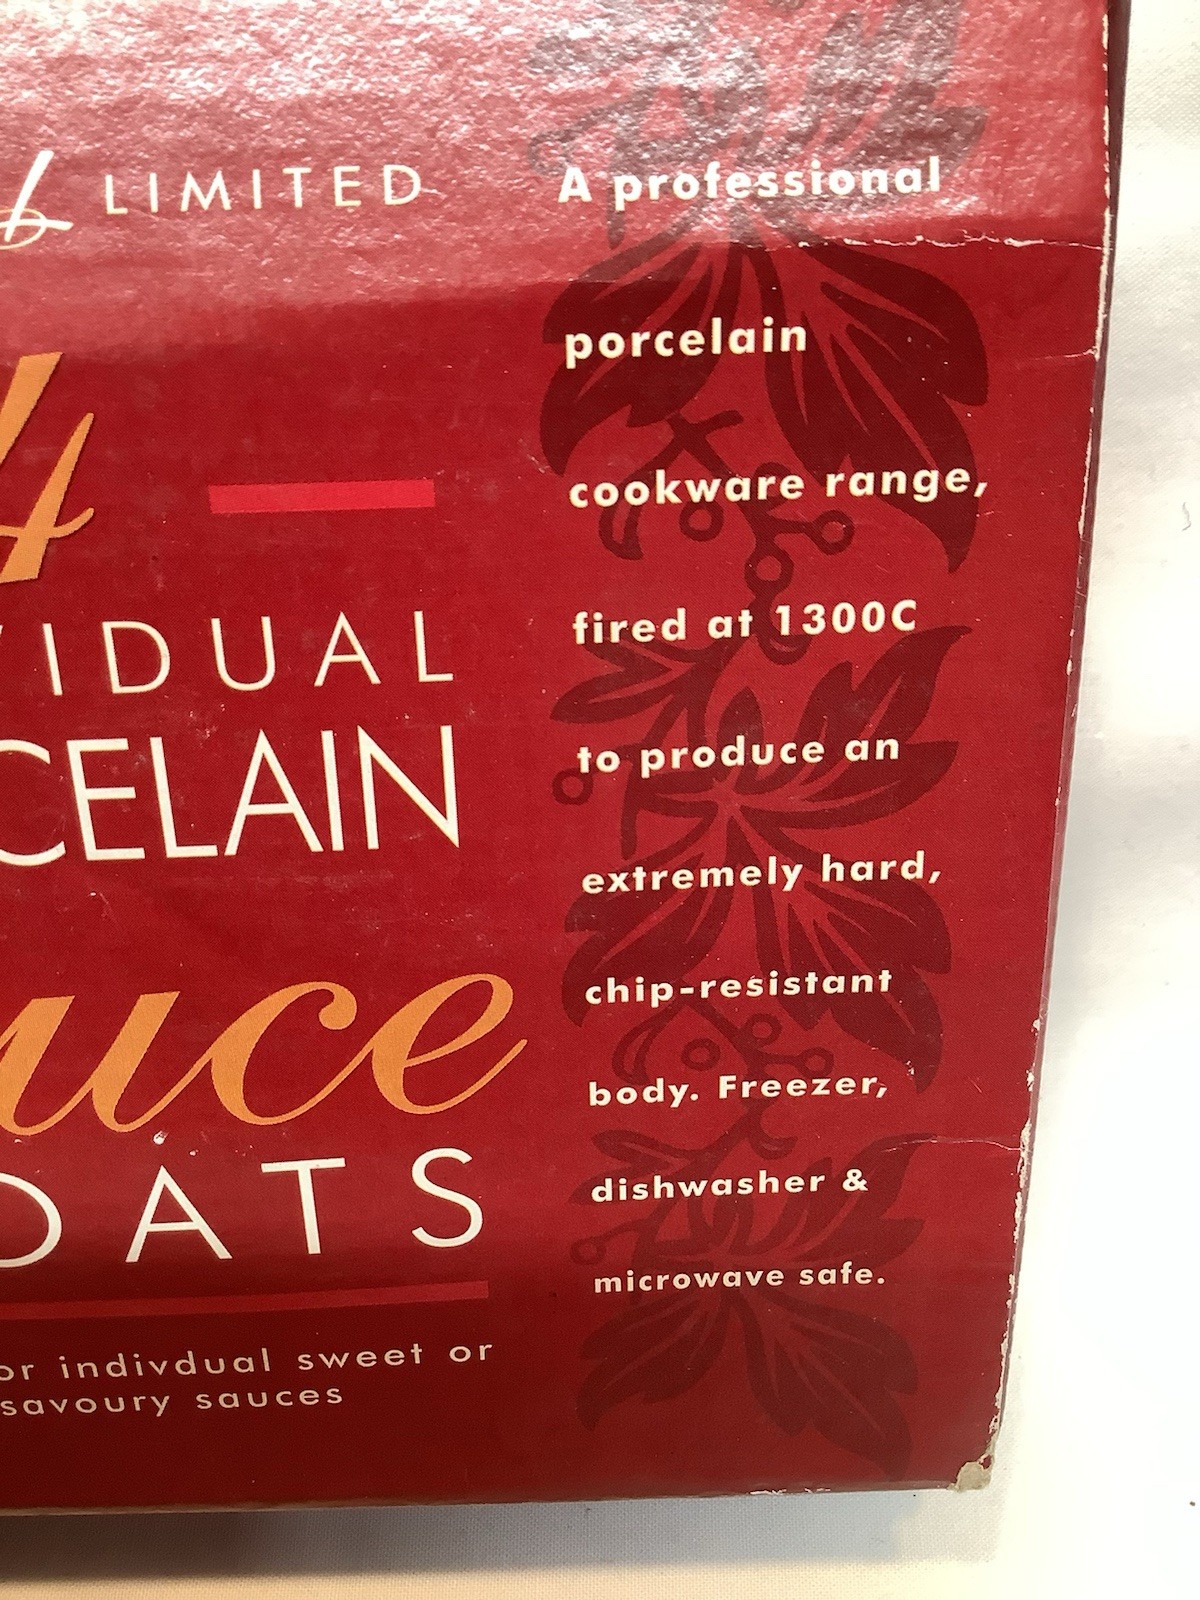 LIMITED
4
VIDUAL
CELAIN
uce
OATS
or indivdual sweet or
savoury sauces
A professional
porcelain
cookware range,
fired at 1300C
to produce an
extremely hard,
chip-resistant
body. Freezer,
dishwasher &
microwave safe.